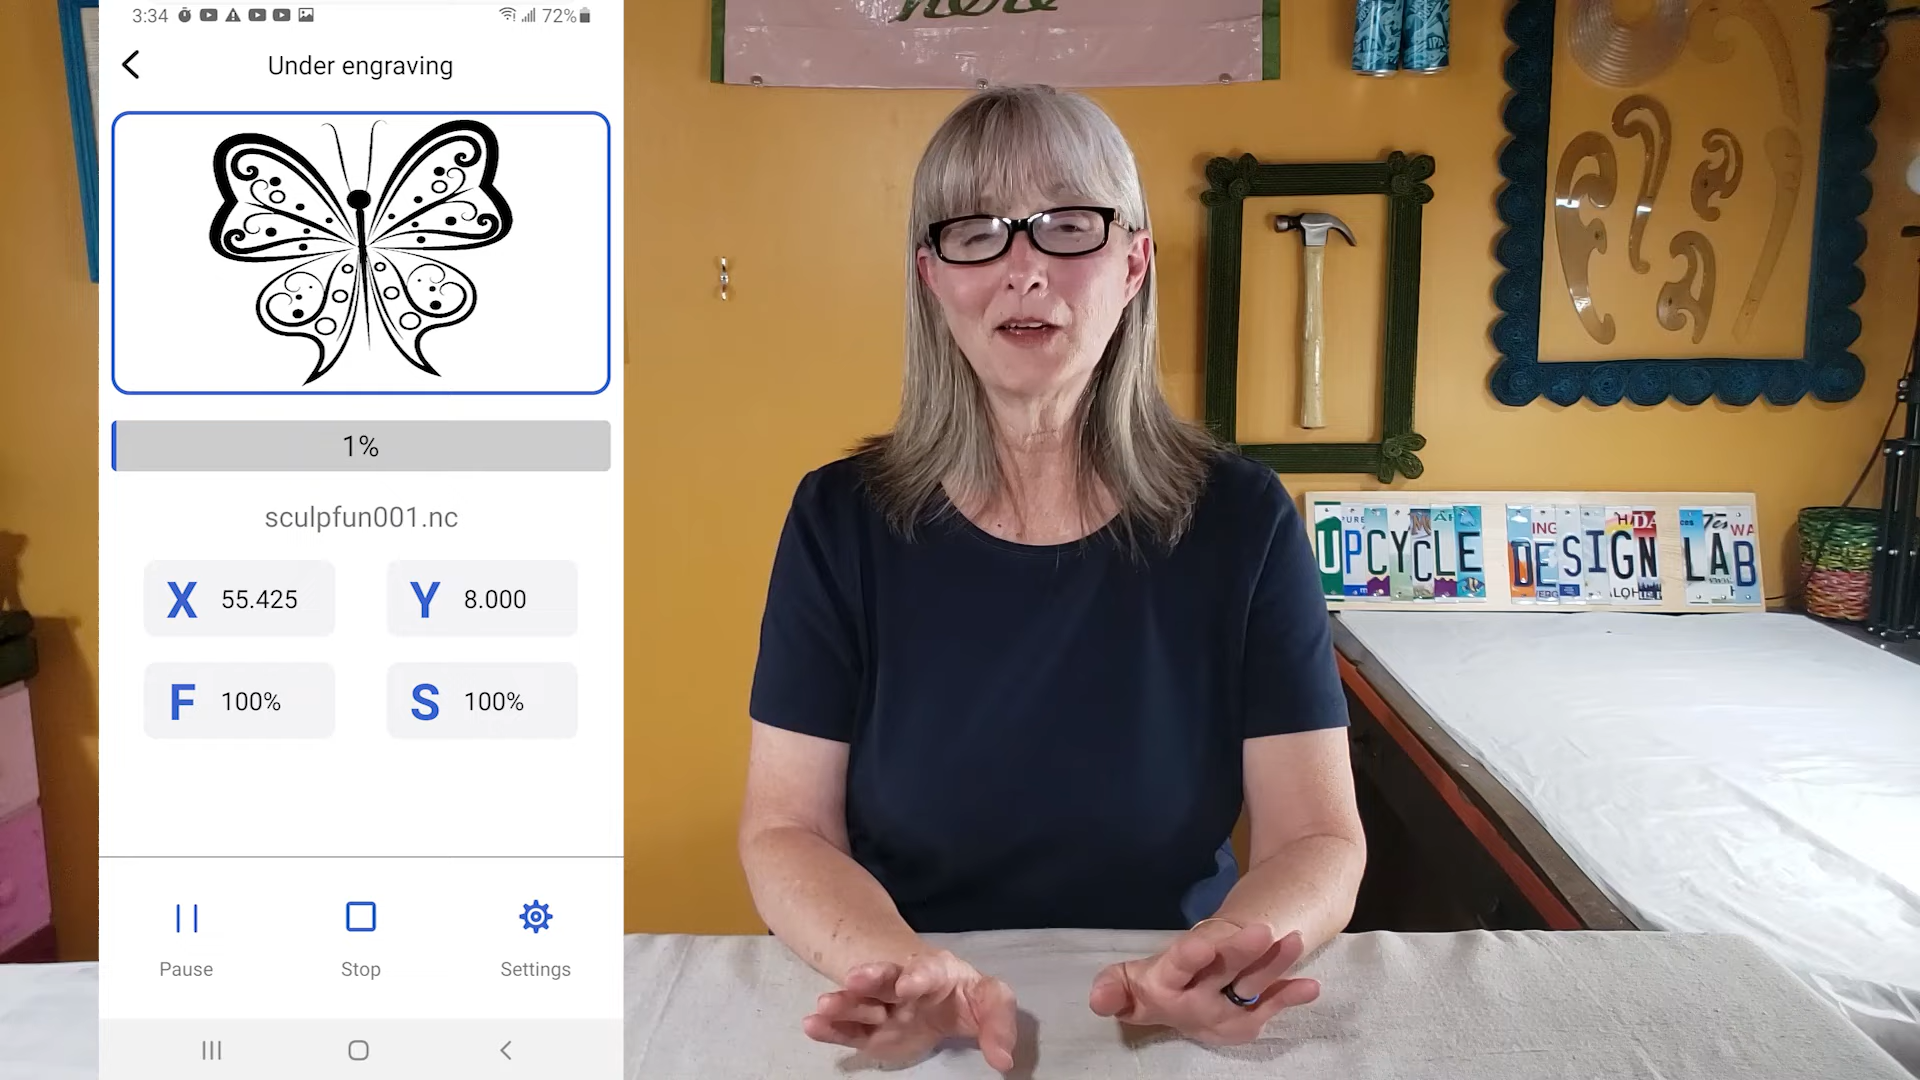 here
3:34
72%
Under engraving
1%
sculpfun001.nc
X 55.425
Y 8.000
F 100%
S 100%
Pause
Stop
Settings
UPCYCLE DESIGN LAB